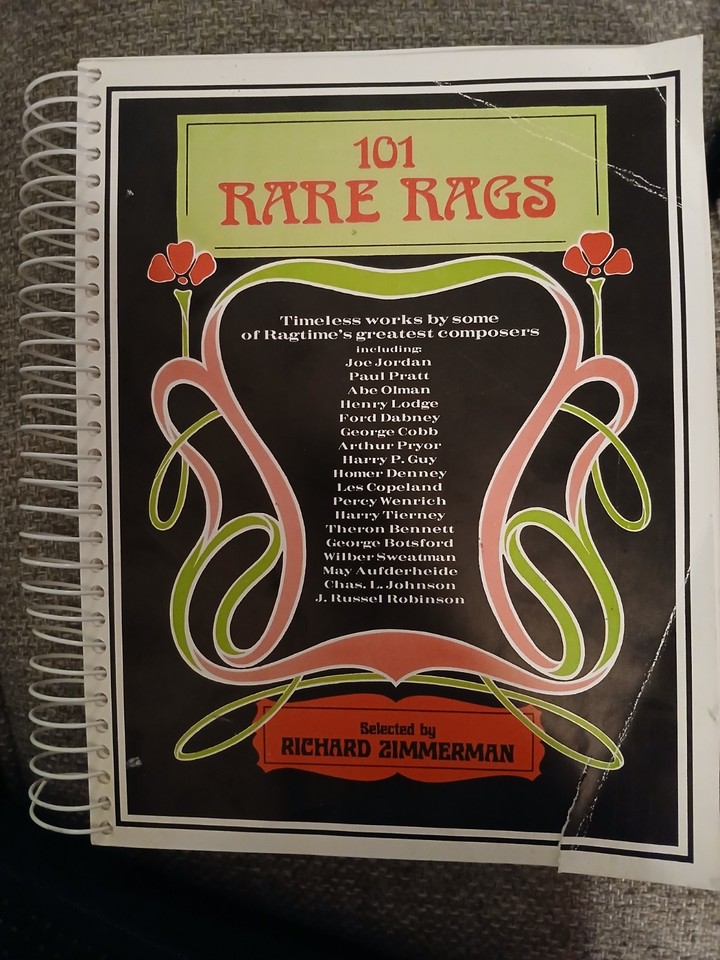 101
RARE RAGS
Timeless works by some
of Ragtime's greatest composers
including:
Joe Jordan
Paul Pratt
Abe Olman
Henry Lodge
Ford Dabney
George Cobb
Arthur Pryor
Harry P. Guy
Homer Denney
Les Copeland
Percy Wenrich
Harry Tierney
Theron Bennett
George Botsford
Wilber Sweatman
May Aufderheide
Chas. L. Johnson
J. Russel Robinson
Selected by
RICHARD ZIMMERMAN